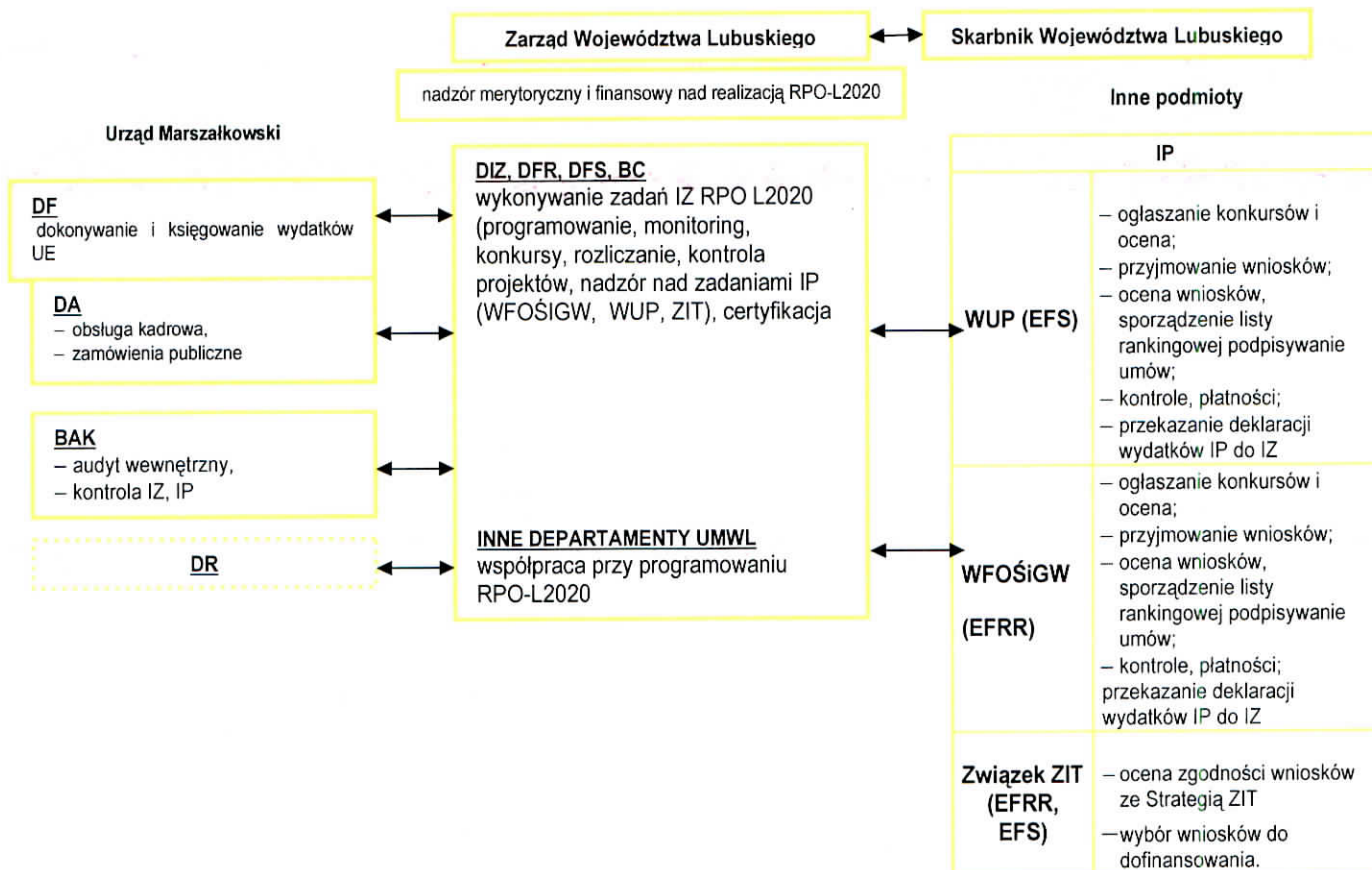 Zarząd Województwa Lubuskiego
Skarbnik Województwa Lubuskiego
nadzór merytoryczny i finansowy nad realizacją RPO-L2020
Inne podmioty
Urząd Marszałkowski
DF
dokonywanie i księgowanie wydatków
UE
DA
– obsługa kadrowa,
– zamówienia publiczne
BAK
– audyt wewnętrzny,
– kontrola IZ, IP
DR
DIZ, DFR, DFS, BC
wykonywanie zadań IZ RPO L2020
(programowanie, monitoring,
konkursy, rozliczanie, kontrola
projektów, nadzór nad zadaniami IP
(WFOŚIGW, WUP, ZIT), certyfikacja
INNE DEPARTAMENTY UMWL
współpraca przy programowaniu
RPO-L2020
IP
WUP (EFS)
– ogłaszanie konkursów i
ocena;
– przyjmowanie wniosków;
– ocena wniosków,
sporządzenie listy
rankingowej podpisywanie
umów;
– kontrole, płatności;
– przekazanie deklaracji
wydatków IP do IZ
WFOŚiGW
(EFRR)
– ogłaszanie konkursów i
ocena;
– przyjmowanie wniosków;
– ocena wniosków,
sporządzenie listy
rankingowej podpisywanie
umów;
– kontrole, płatności;
przekazanie deklaracji
wydatków IP do IZ
Związek ZIT
(EFRR,
EFS)
– ocena zgodności wniosków
ze Strategią ZIT
– wybór wniosków do
dofinansowania.